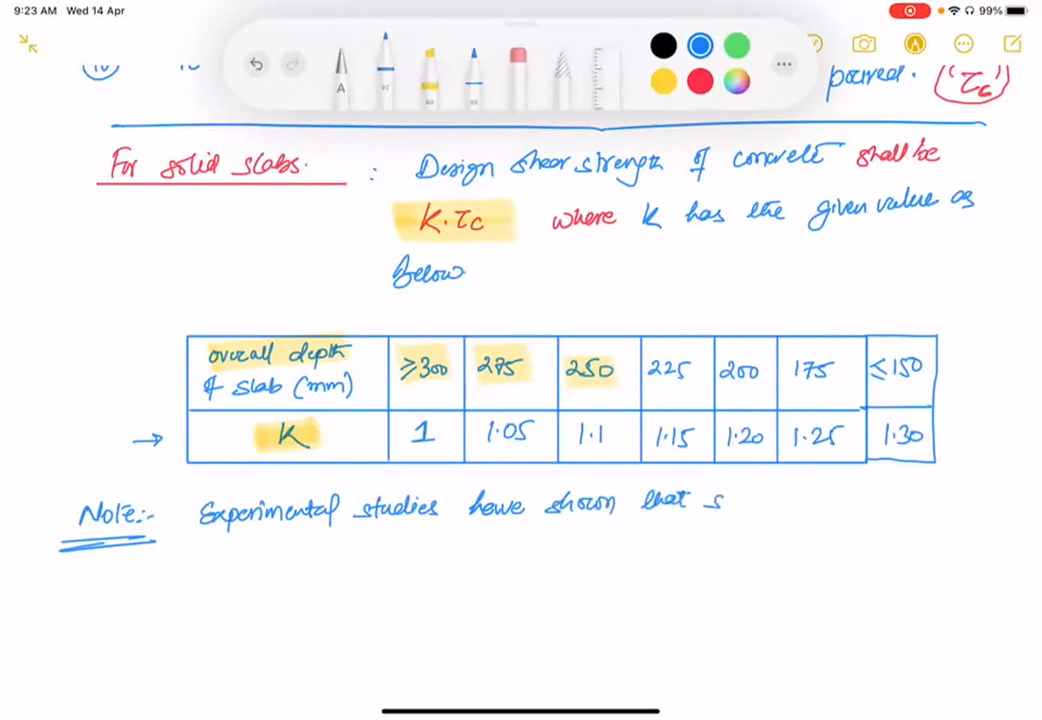 9:23 AM Wed 14 Apr 99%
poured. ('τc')
For solid slabs. : Design shear strength of concrete shall be
K.τc where K has the given value as
below
overall depth of slab (mm) ≥300 275 250 225 200 175 ≤150
→ K 1 1.05 1.1 1.15 1.20 1.25 1.30
Note:- Experimental studies have shown that s